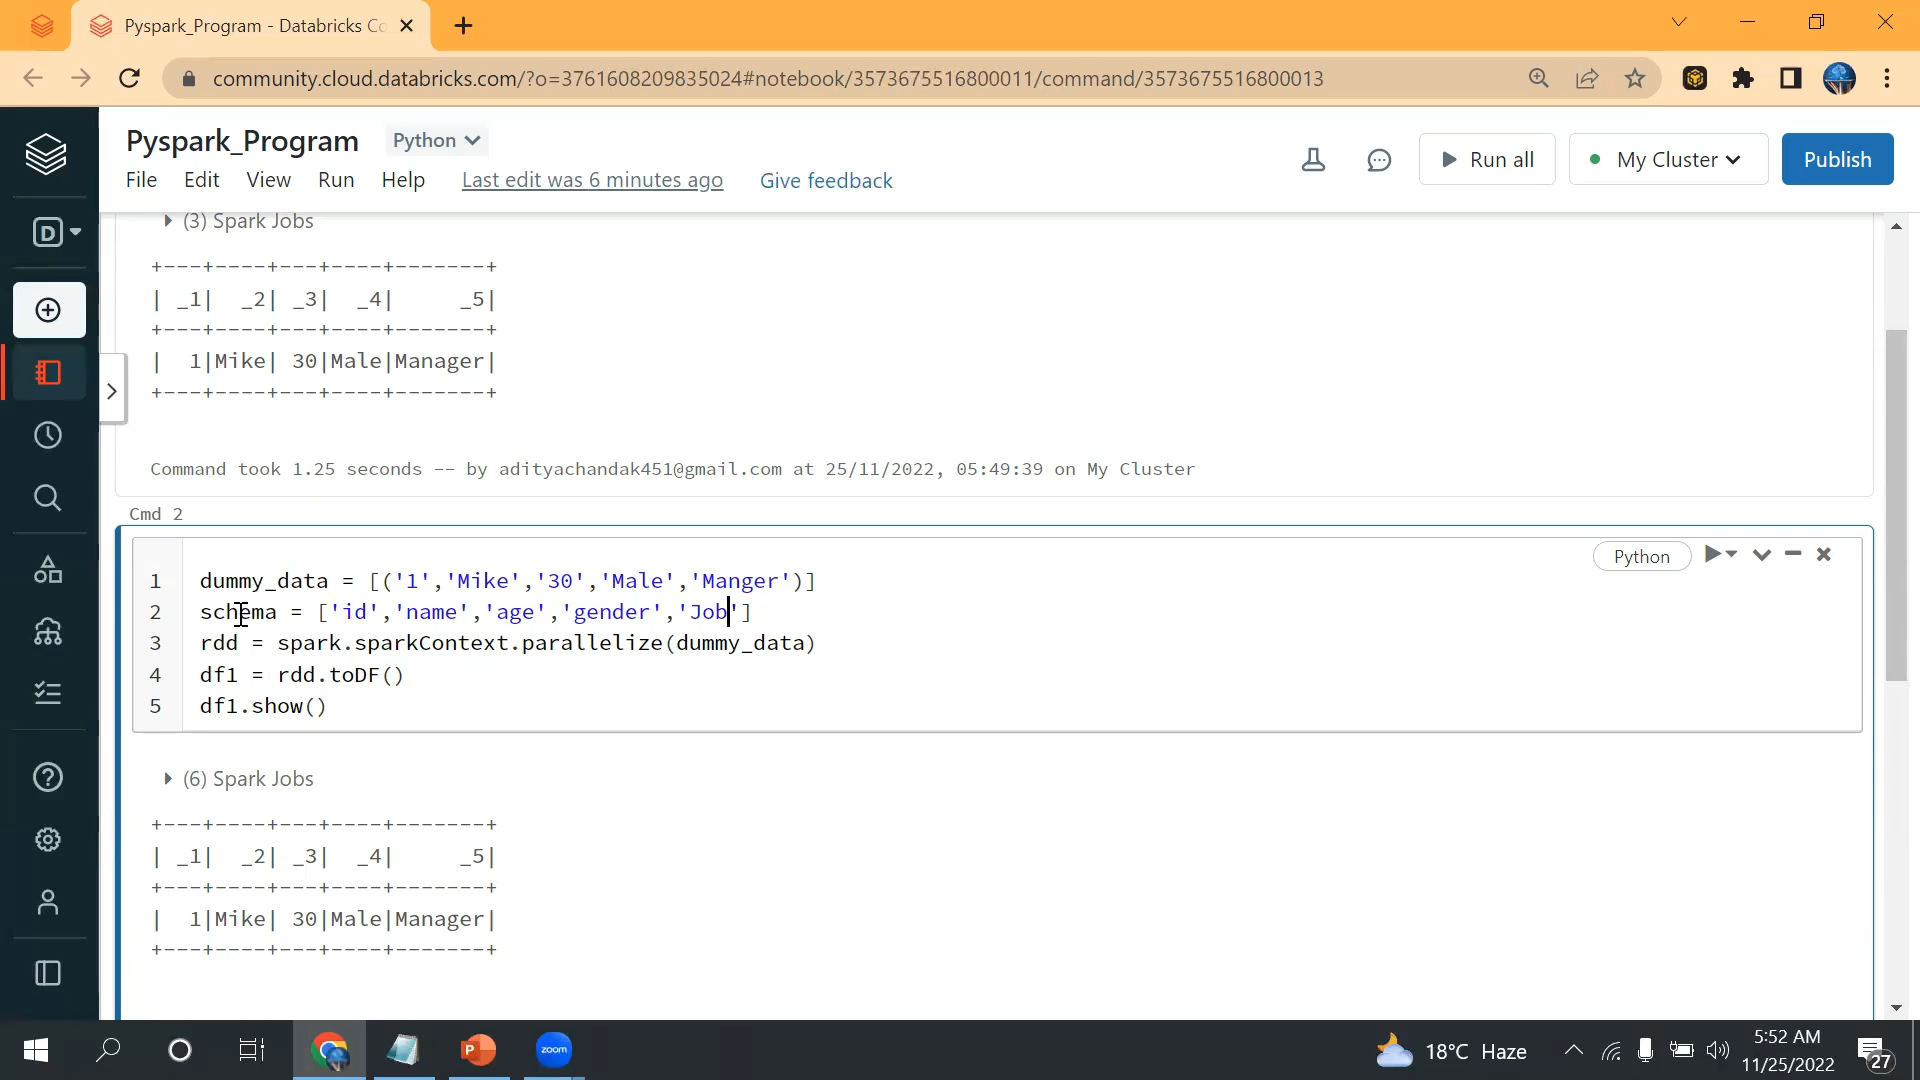 Pyspark_Program - Databricks Co
community.cloud.databricks.com/?o=3761608209835024#notebook/3573675516800011/command/3573675516800013
Pyspark_Program
Python
File Edit View Run Help Last edit was 6 minutes ago Give feedback
Run all
My Cluster
Publish
D
(3) Spark Jobs
+---+----+---+----+-------+
| _1|  _2| _3|  _4|     _5|
+---+----+---+----+-------+
|  1|Mike| 30|Male|Manager|
+---+----+---+----+-------+
Command took 1.25 seconds -- by adityachandak451@gmail.com at 25/11/2022, 05:49:39 on My Cluster
Cmd 2
Python
1 dummy_data = [('1','Mike','30','Male','Manger')]
2 schema = ['id','name','age','gender','Job']
3 rdd = spark.sparkContext.parallelize(dummy_data)
4 df1 = rdd.toDF()
5 df1.show()
(6) Spark Jobs
+---+----+---+----+-------+
| _1|  _2| _3|  _4|     _5|
+---+----+---+----+-------+
|  1|Mike| 30|Male|Manager|
+---+----+---+----+-------+
P
zoom
18°C Haze
5:52 AM
11/25/2022
27